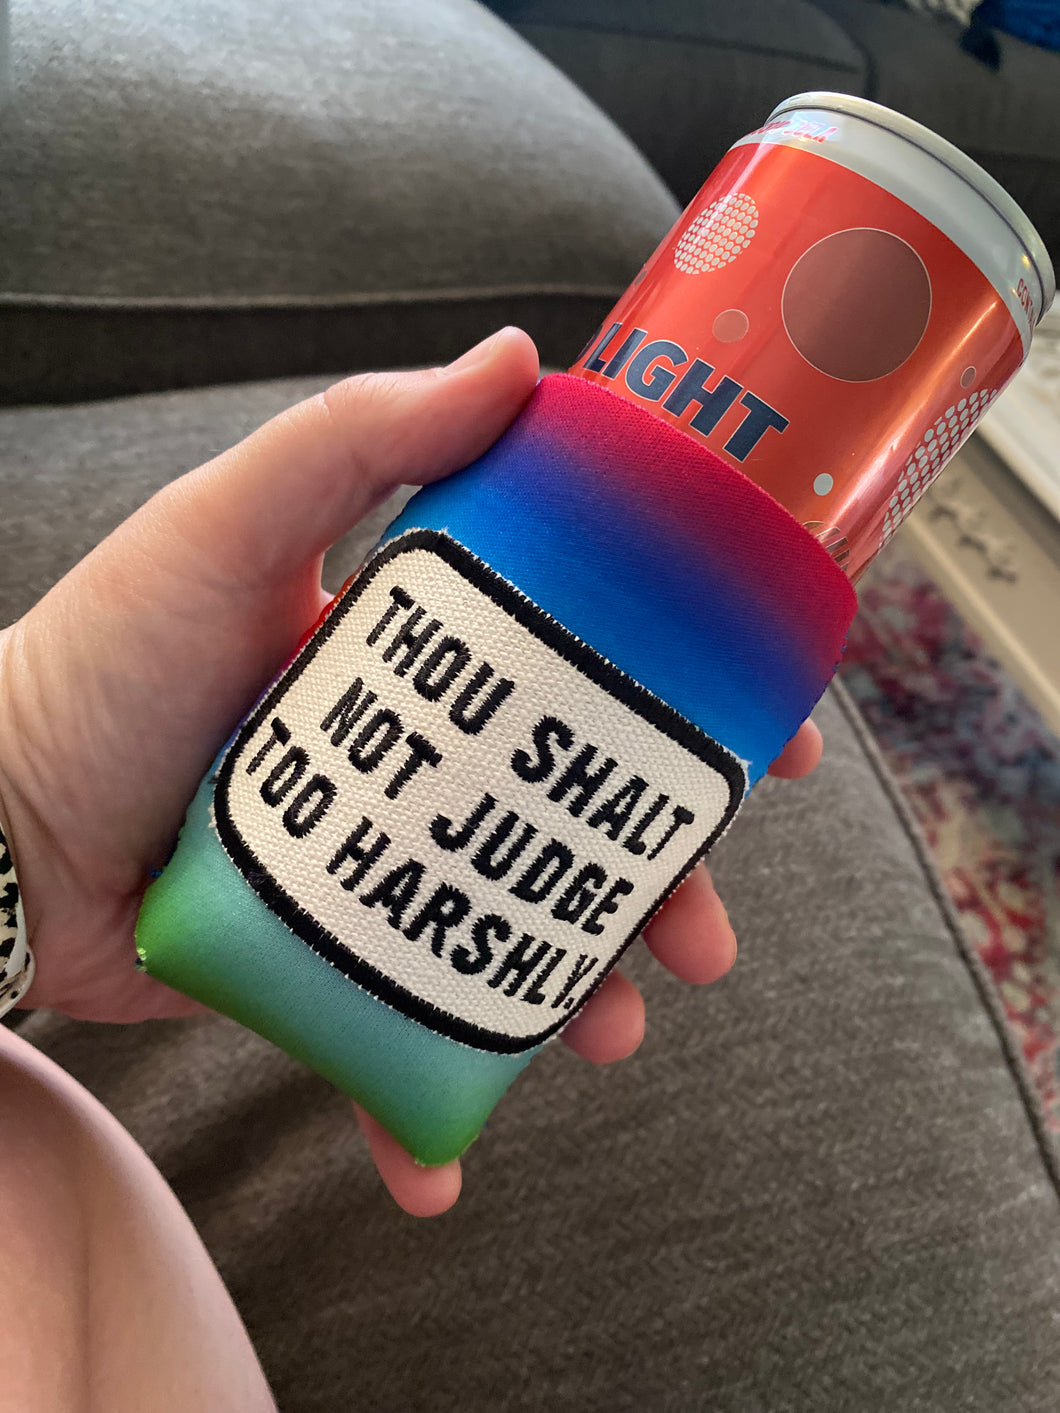 LIGHT
THOU SHALT
NOT JUDGE
TOO HARSHLY.